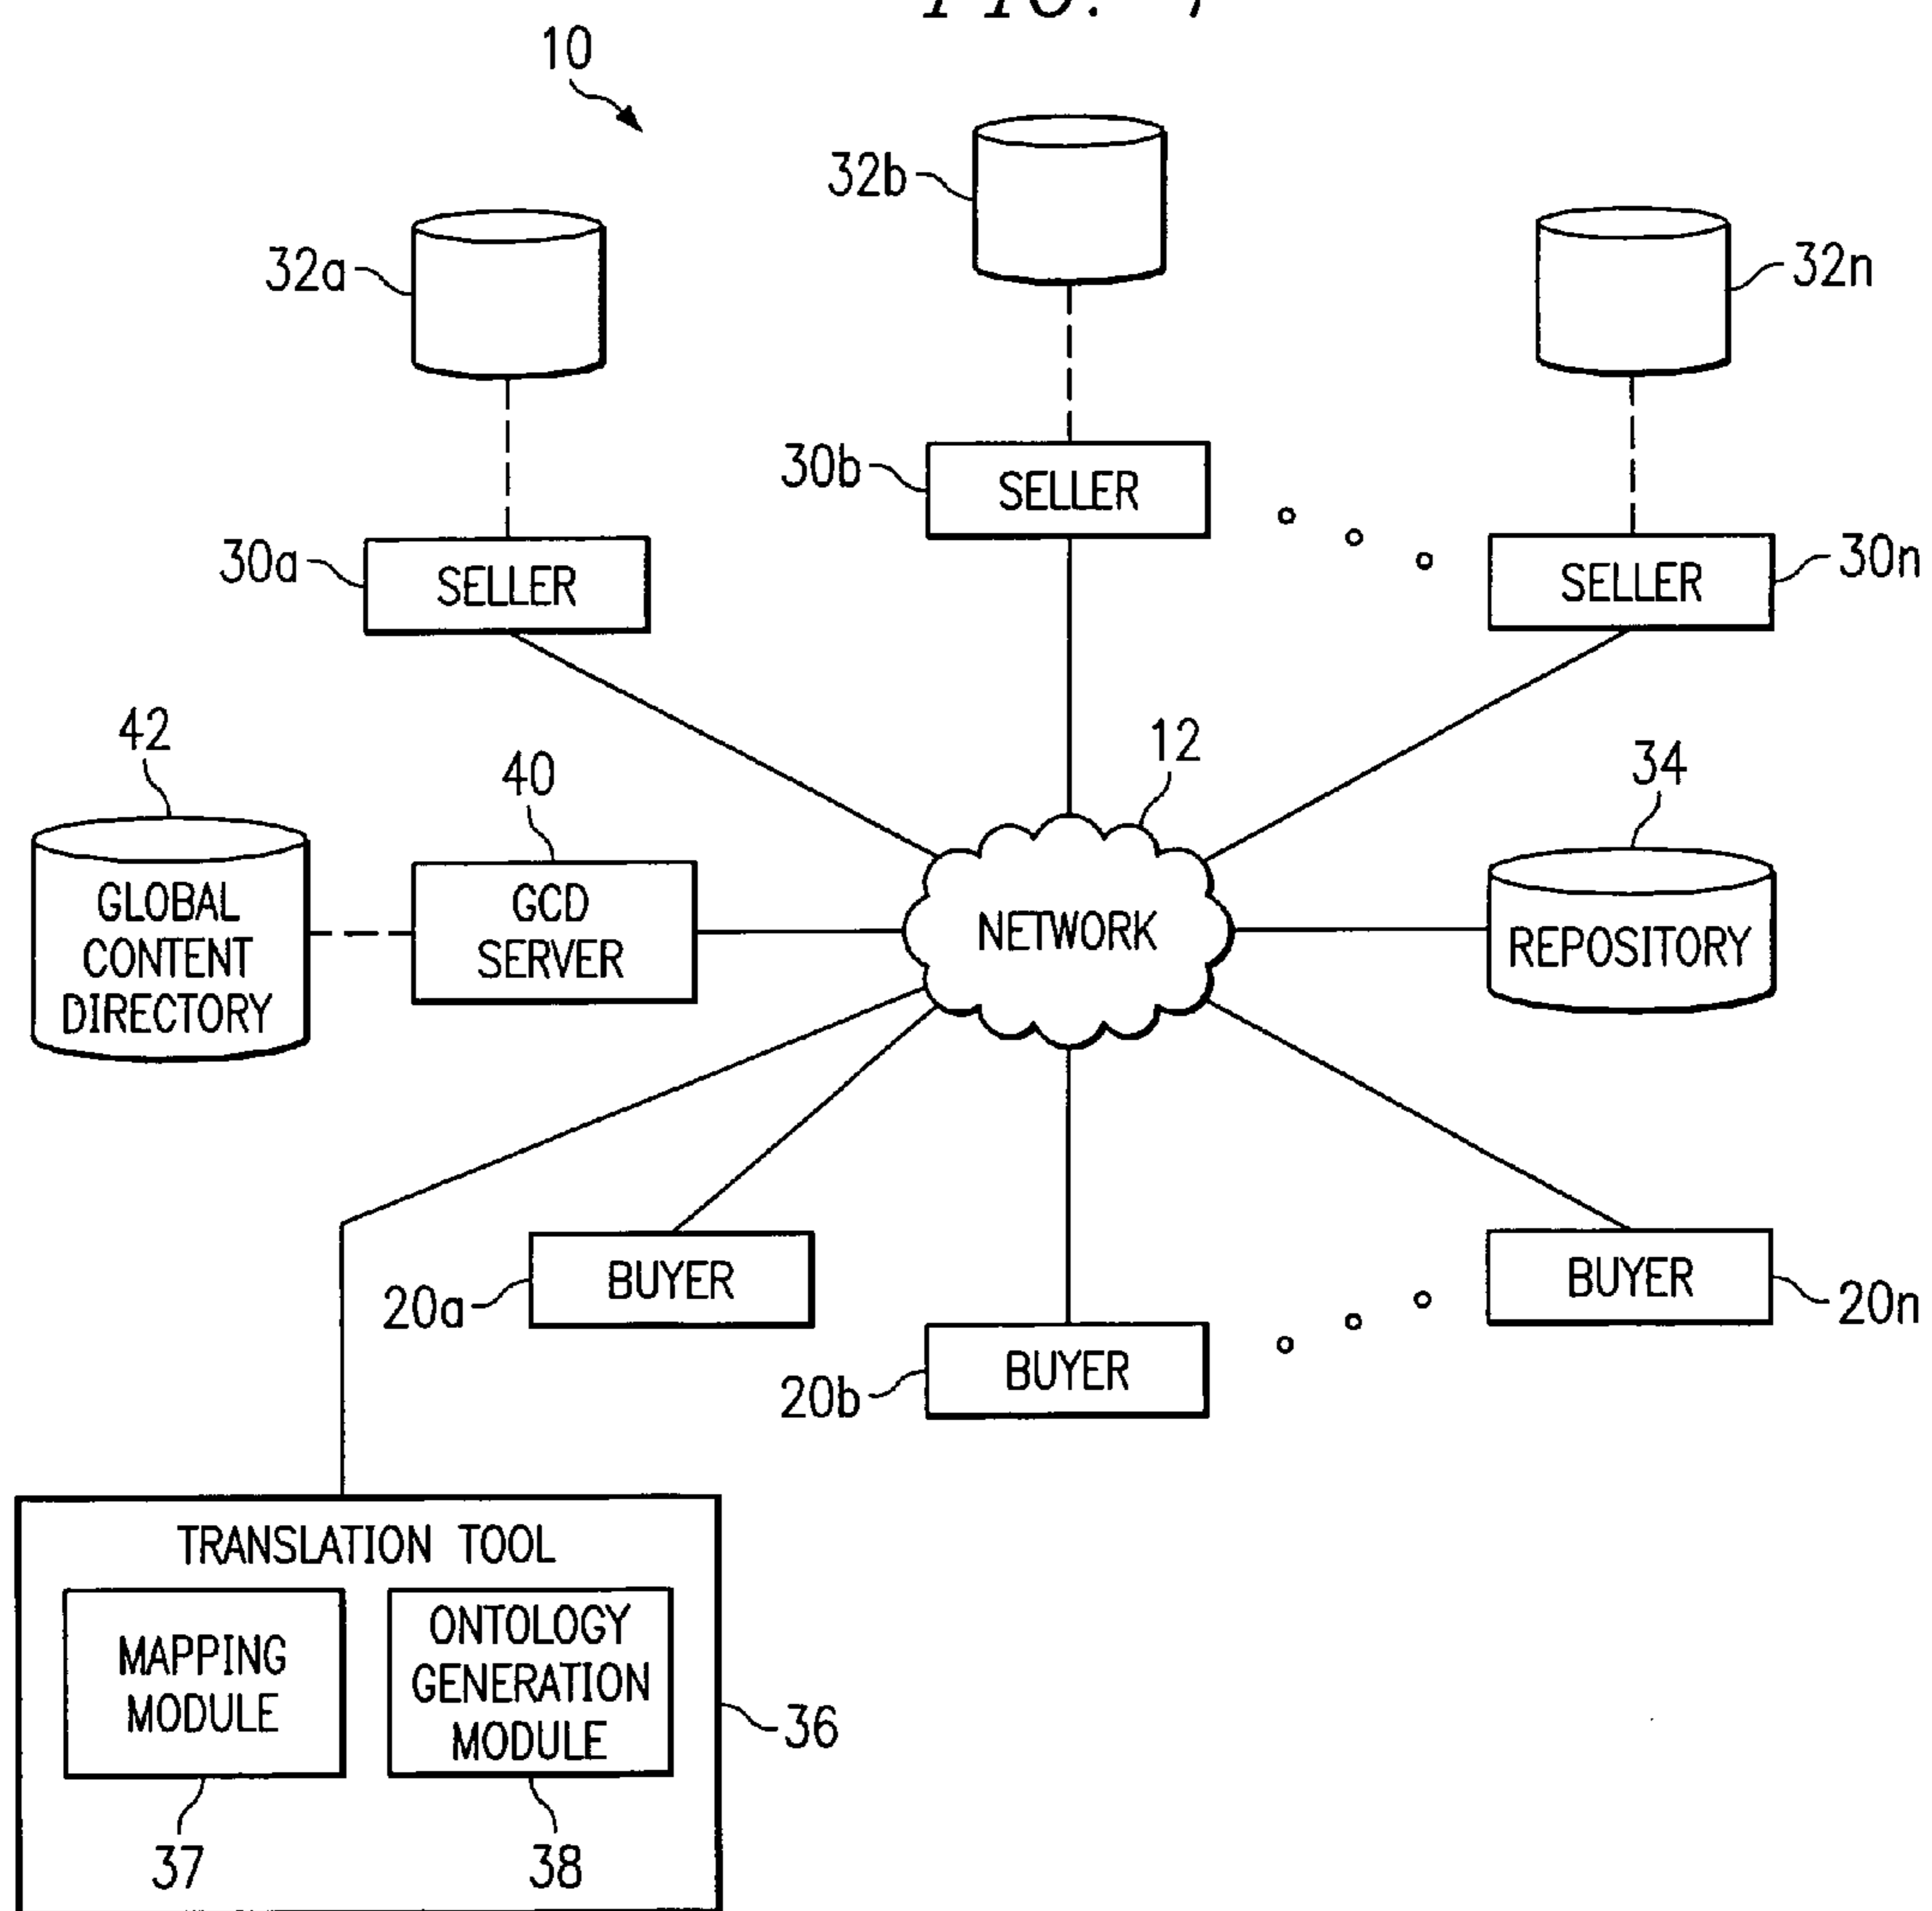 10
32b
32a
32n
30b
SELLER
30a
SELLER
SELLER
30n
42
40
12
34
GLOBAL
CONTENT
DIRECTORY
GCD
SERVER
NETWORK
REPOSITORY
BUYER
20a
BUYER
20b
BUYER
20n
TRANSLATION TOOL
MAPPING
MODULE
ONTOLOGY
GENERATION
MODULE
36
37
38